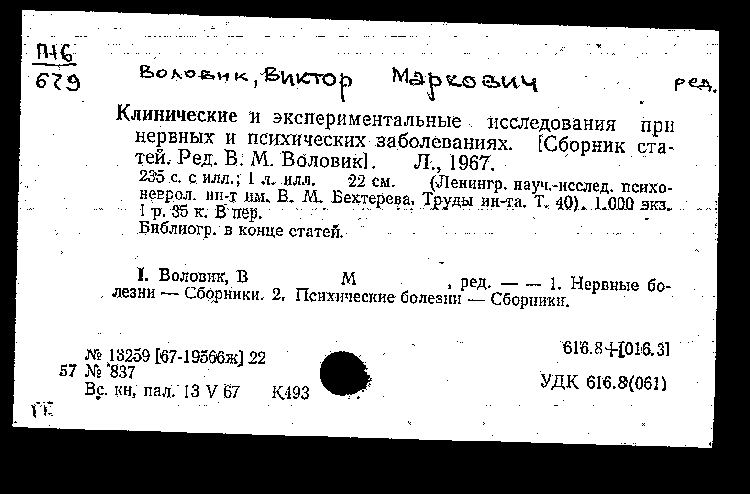 П46
679
Воловик, Виктор Маркович ред.
Клинические и экспериментальные исследования при
нервных и психических заболеваниях. [Сборник ста-
тей. Ред. В. М. Воловик]. Л., 1967.
235 с. с илл.; 1 л. илл. 22 см. (Ленингр. науч.-исслед. психо-
неврол. ин-т им. В. М. Бехтерева. Труды ин-та. Т. 40). 1.000 экз.
1 р. 35 к. В пер.
Библиогр. в конце статей.
I. Воловик, В М , ред. — — 1. Нервные бо-
лезни — Сборники. 2. Психические болезни — Сборники.
616.8+[016.3]
№ 13259 [67-19566ж] 22
57 № 837
УДК 616.8(061)
Вс. кн. пал. 13 V 67 К493